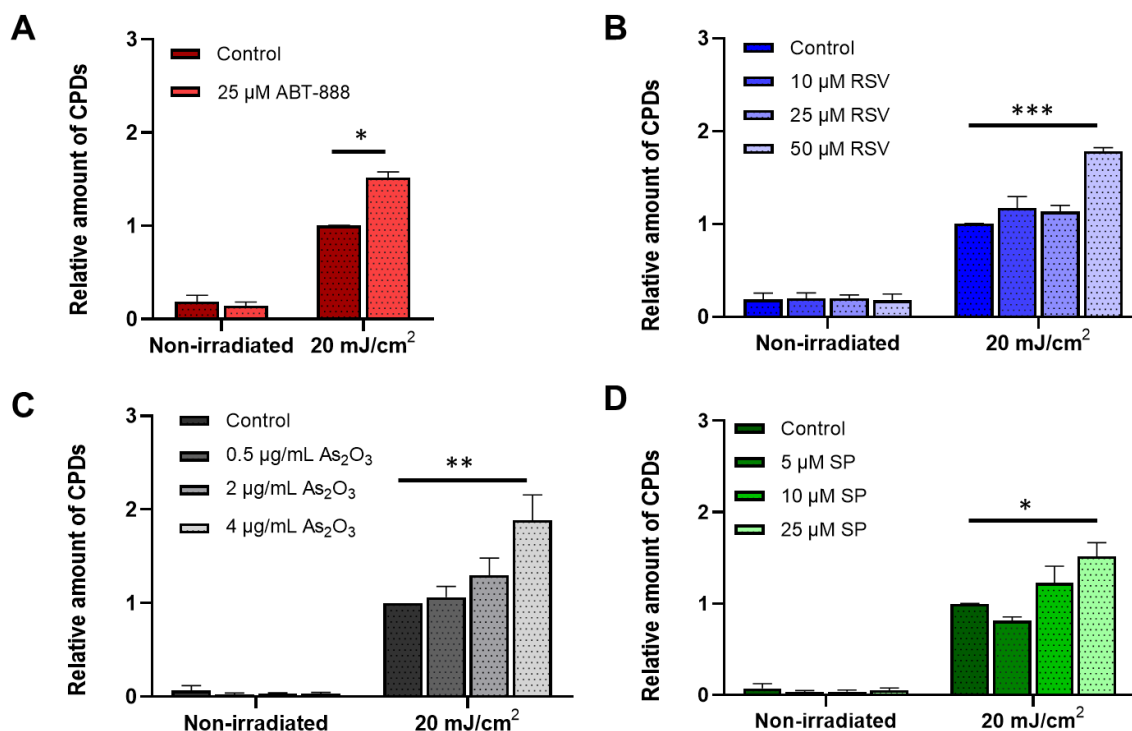 A
Relative amount of CPDs
3
2
1
0
Control
25 µM ABT-888
*
Non-irradiated
20 mJ/cm²
B
Relative amount of CPDs
3
2
1
0
Control
10 µM RSV
25 µM RSV
50 µM RSV
***
Non-irradiated
20 mJ/cm²
C
Relative amount of CPDs
3
2
1
0
Control
0.5 µg/mL As₂O₃
2 µg/mL As₂O₃
4 µg/mL As₂O₃
**
Non-irradiated
20 mJ/cm²
D
Relative amount of CPDs
3
2
1
0
Control
5 µM SP
10 µM SP
25 µM SP
*
Non-irradiated
20 mJ/cm²